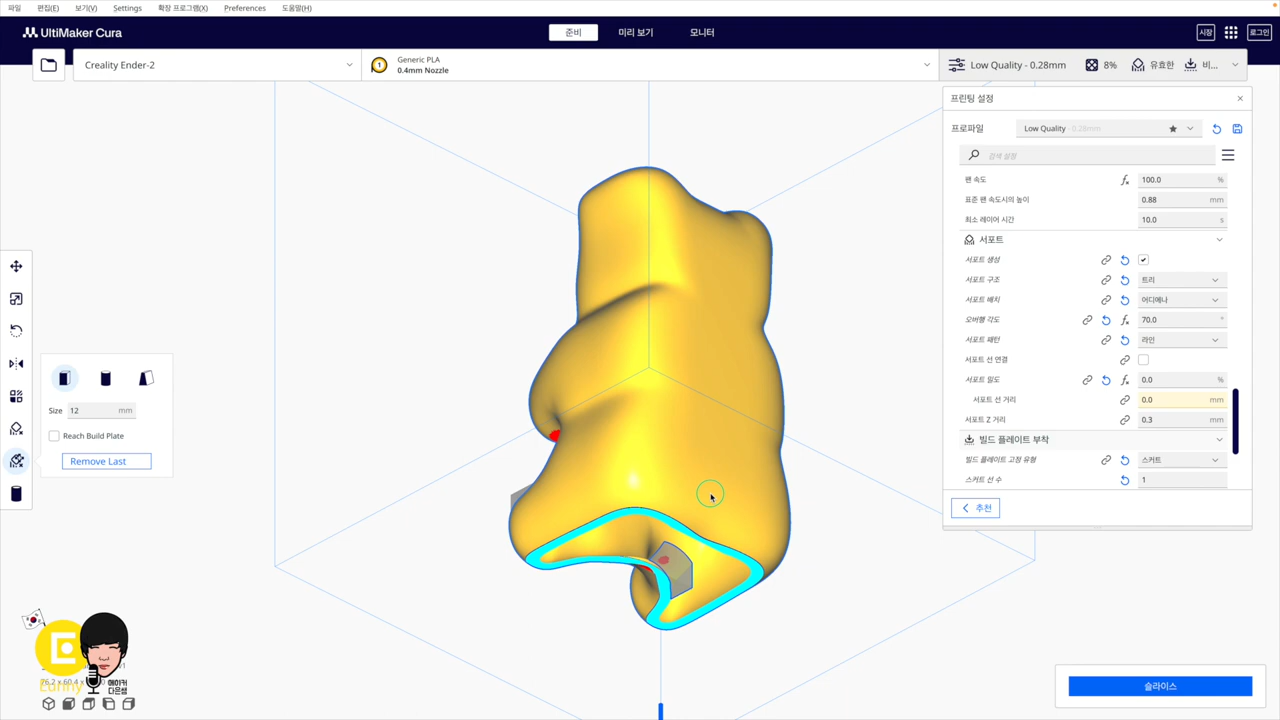 파일 편집(E) 보기(V) Settings 확장 프로그램(X) Preferences 도움말(H)
UltiMaker Cura
준비 미리 보기 모니터
시장 로그인
Creality Ender-2
1 Generic PLA
0.4mm Nozzle
Low Quality - 0.28mm 8% 유효한 비...
프린팅 설정
프로파일 Low Quality - 0.28mm
검색 설정
팬 속도 100.0 %
표준 팬 속도시의 높이 0.88 mm
최소 레이어 시간 10.0 s
서포트
서포트 생성
서포트 구조 트리
서포트 배치 어디에나
오버행 각도 70.0 °
서포트 패턴 라인
서포트 선 연결
서포트 밀도 0.0 %
서포트 선 거리 0.0 mm
서포트 Z 거리 0.3 mm
빌드 플레이트 부착
빌드 플레이트 고정 유형 스커트
스커트 선 수 1
추천
Size 12 mm
Reach Build Plate
Remove Last
메이커
다은쌤
슬라이스